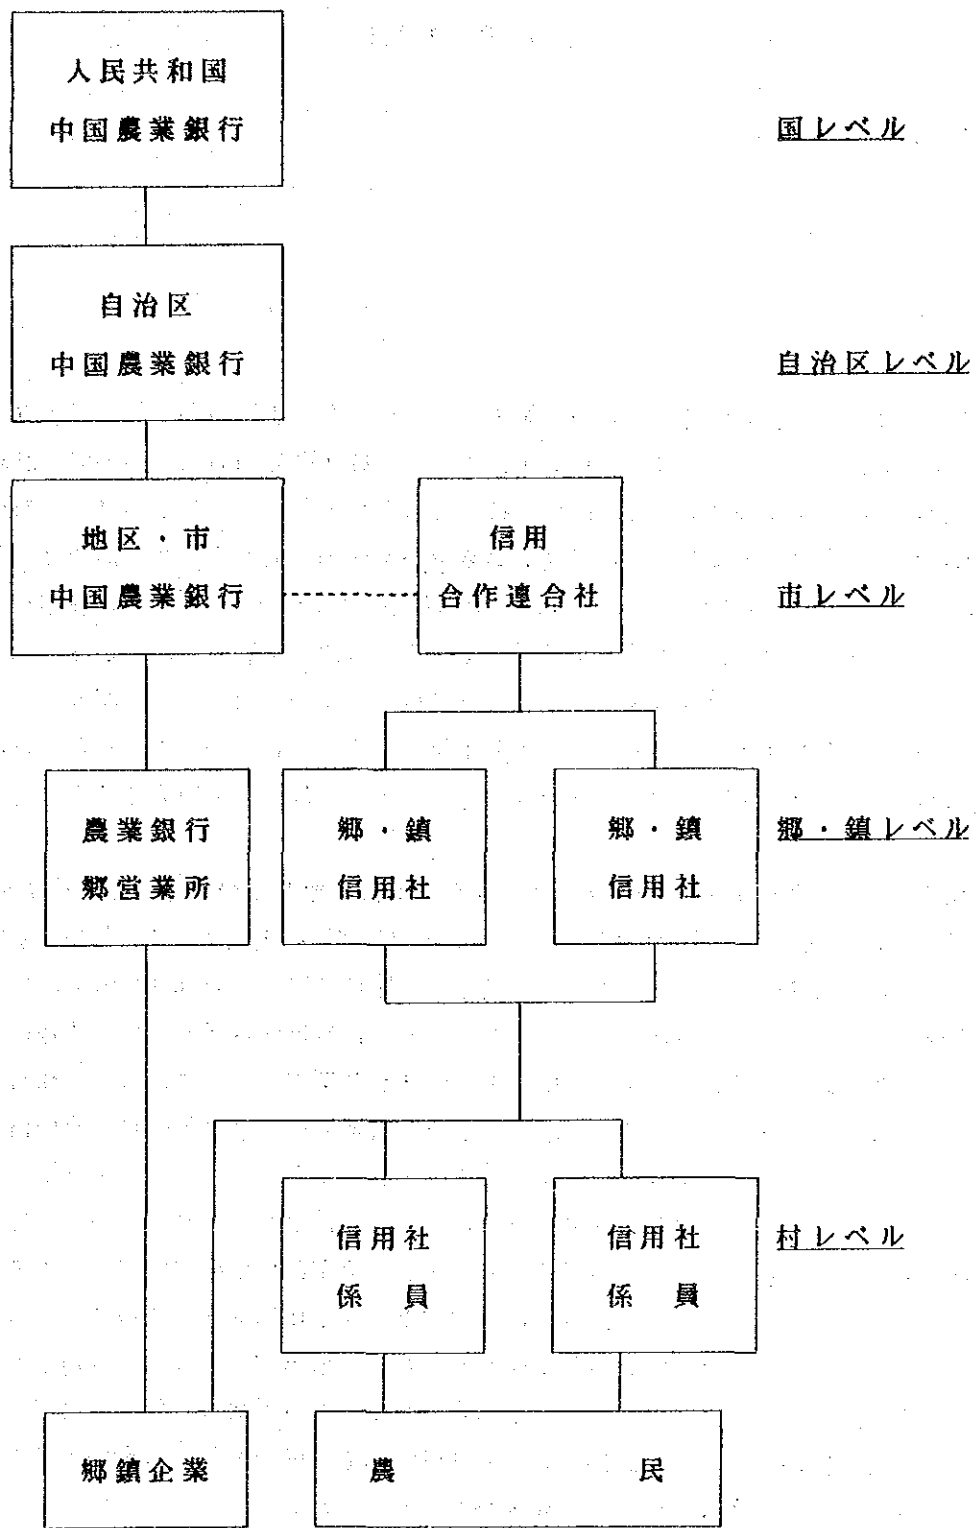 人民共和国
中国農業銀行
国レベル
自治区
中国農業銀行
自治区レベル
地区・市
中国農業銀行
信用
合作連合社
市レベル
農業銀行
郷営業所
郷・鎮
信用社
郷・鎮
信用社
郷・鎮レベル
信用社
係 員
信用社
係 員
村レベル
郷鎮企業
農 民